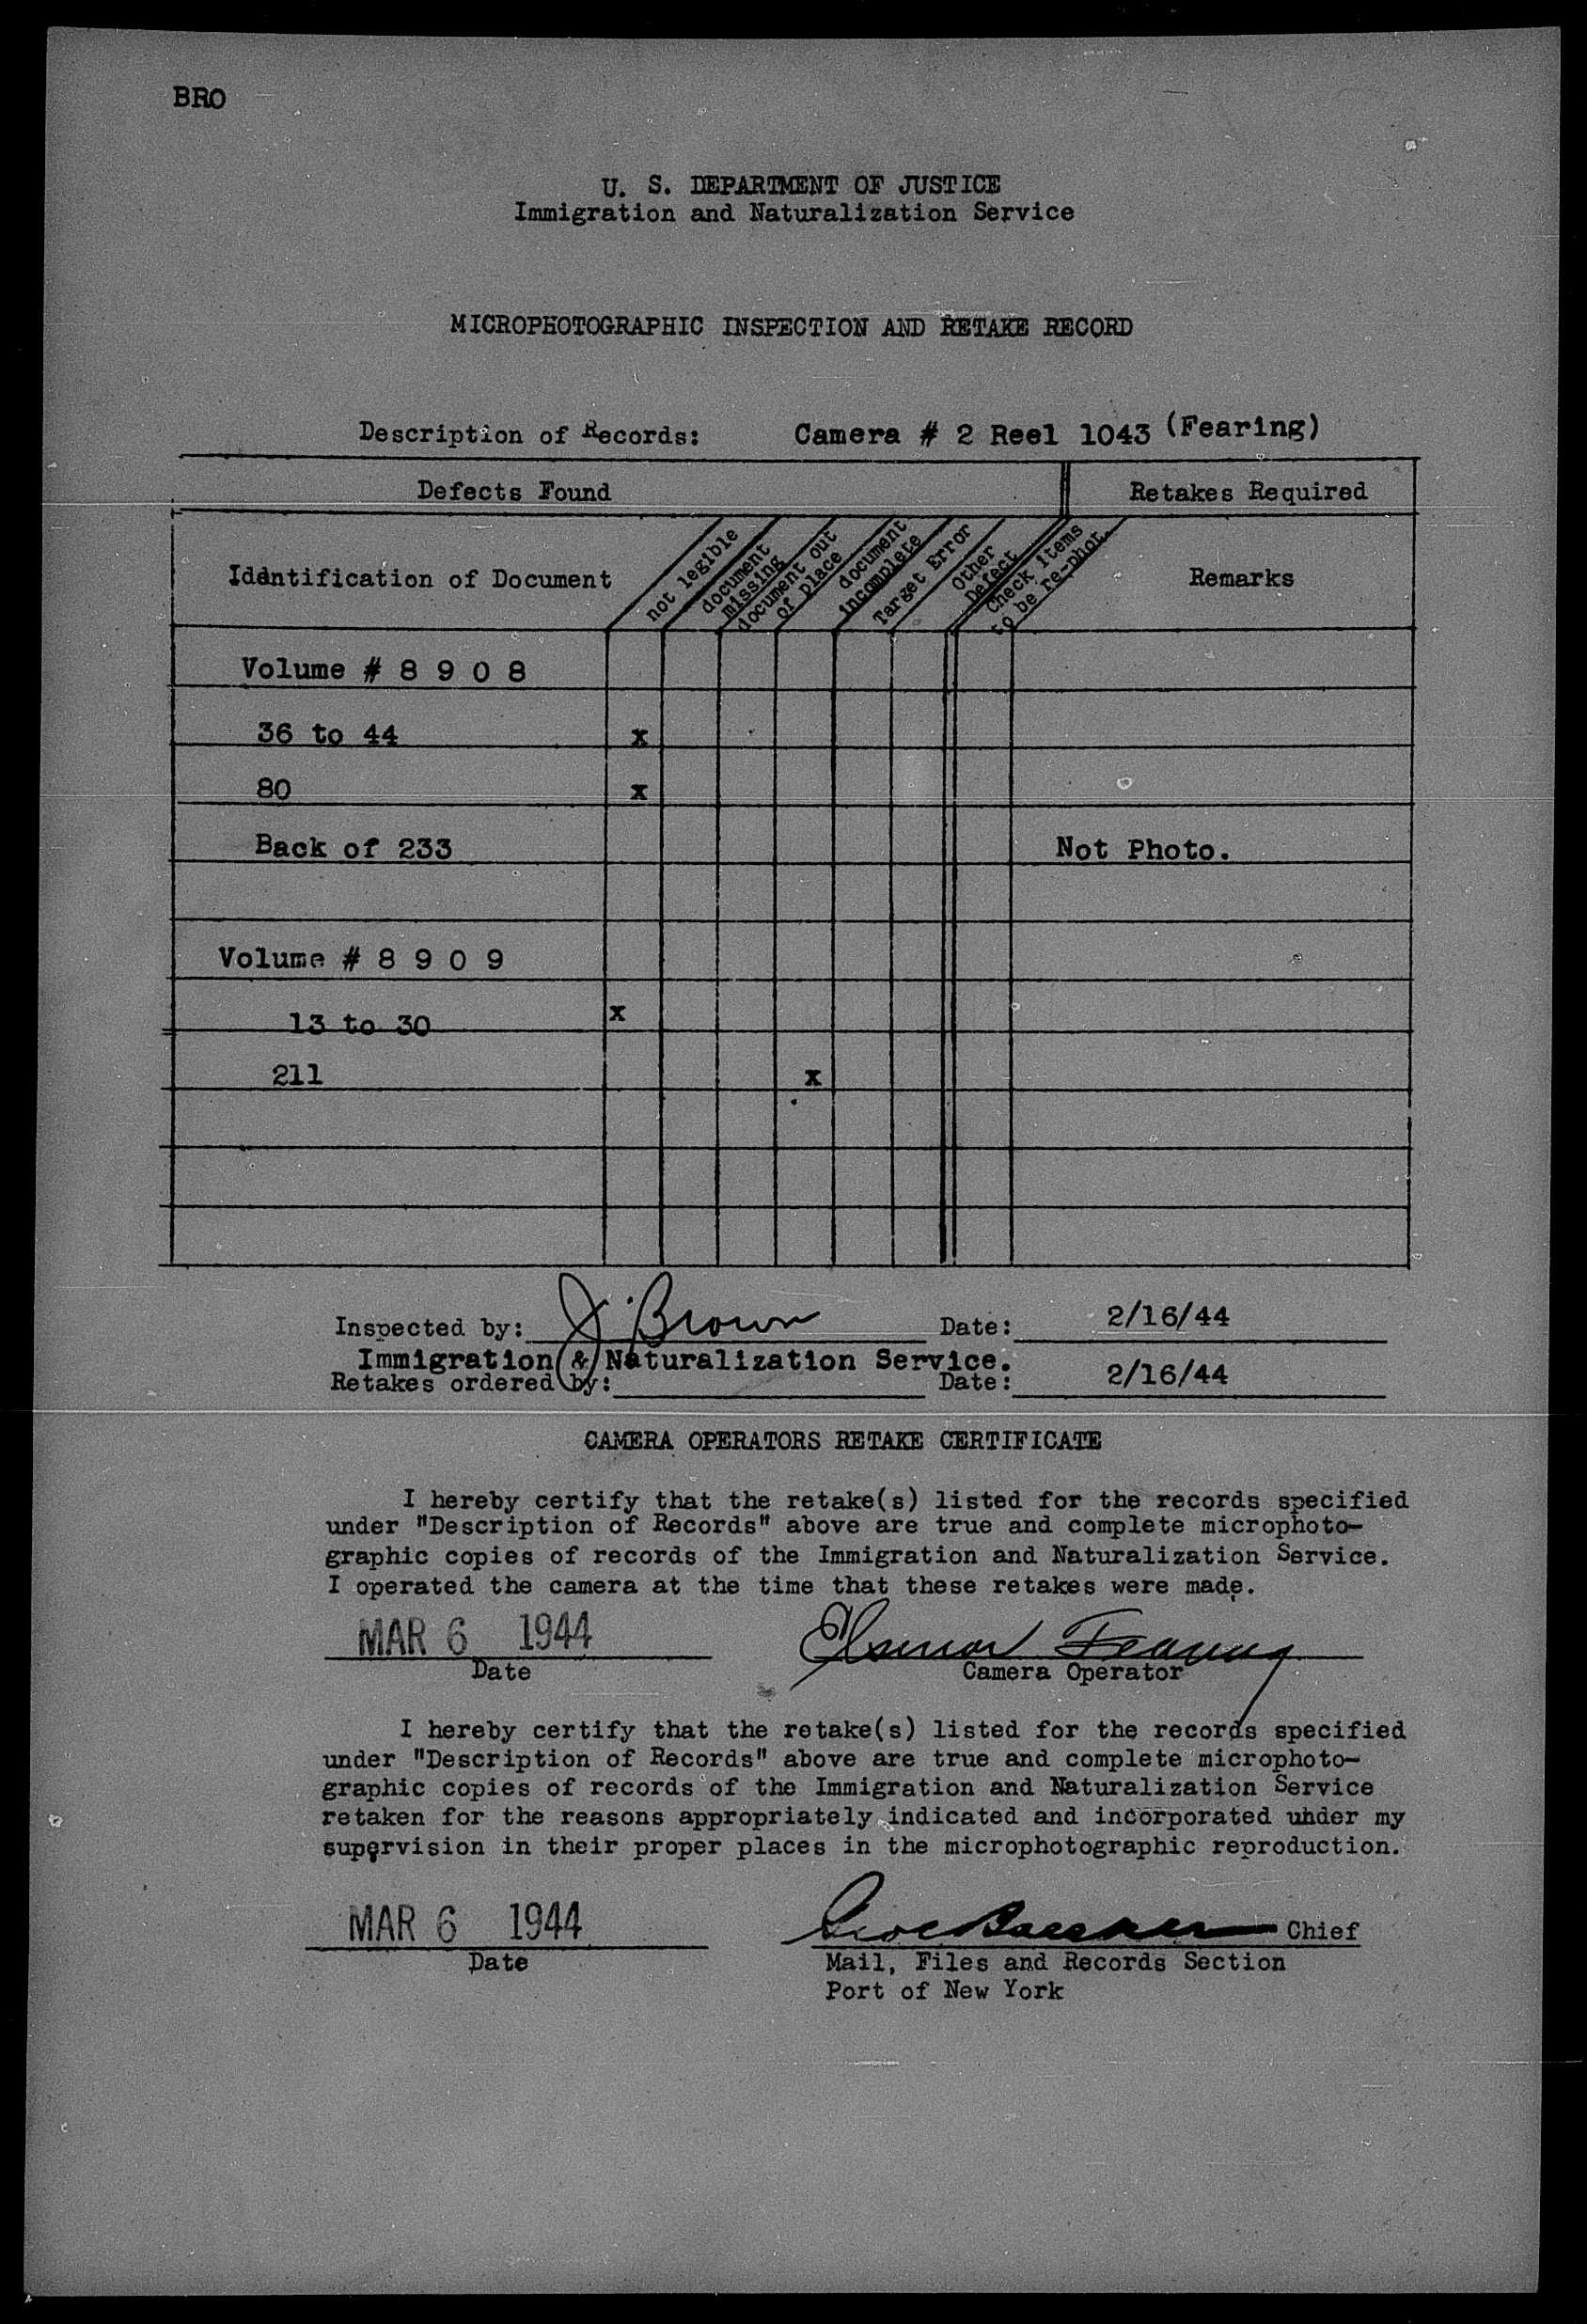 BRO
U. S. DEPARTMENT OF JUSTICE
Immigration and Naturalization Service
MICROPHOTOGRAPHIC INSPECTION AND RETAKE RECORD
Description of Records: Camera # 2 Reel 1043 (Fearing)
Defects Found Retakes Required
Idantification of Document
not legible
document missing
document out of place
document incomplete
Target Error
Other Defect
Check items to be re-phot.
Remarks
Volume # 8 9 0 8
36 to 44 x
80 x
Back of 233 Not Photo.
Volume # 8 9 0 9
13 to 30 x
211 x
Inspected by: J. Brown Date: 2/16/44
Immigration & Naturalization Service.
Retakes ordered by: Date: 2/16/44
CAMERA OPERATORS RETAKE CERTIFICATE
I hereby certify that the retake(s) listed for the records specified
under "Description of Records" above are true and complete microphoto-
graphic copies of records of the Immigration and Naturalization Service.
I operated the camera at the time that these retakes were made.
MAR 6 1944 Fearing
Date Camera Operator
I hereby certify that the retake(s) listed for the records specified
under "Description of Records" above are true and complete microphoto-
graphic copies of records of the Immigration and Naturalization Service
retaken for the reasons appropriately indicated and incorporated under my
supervision in their proper places in the microphotographic reproduction.
MAR 6 1944 Chief
Date Mail, Files and Records Section
Port of New York